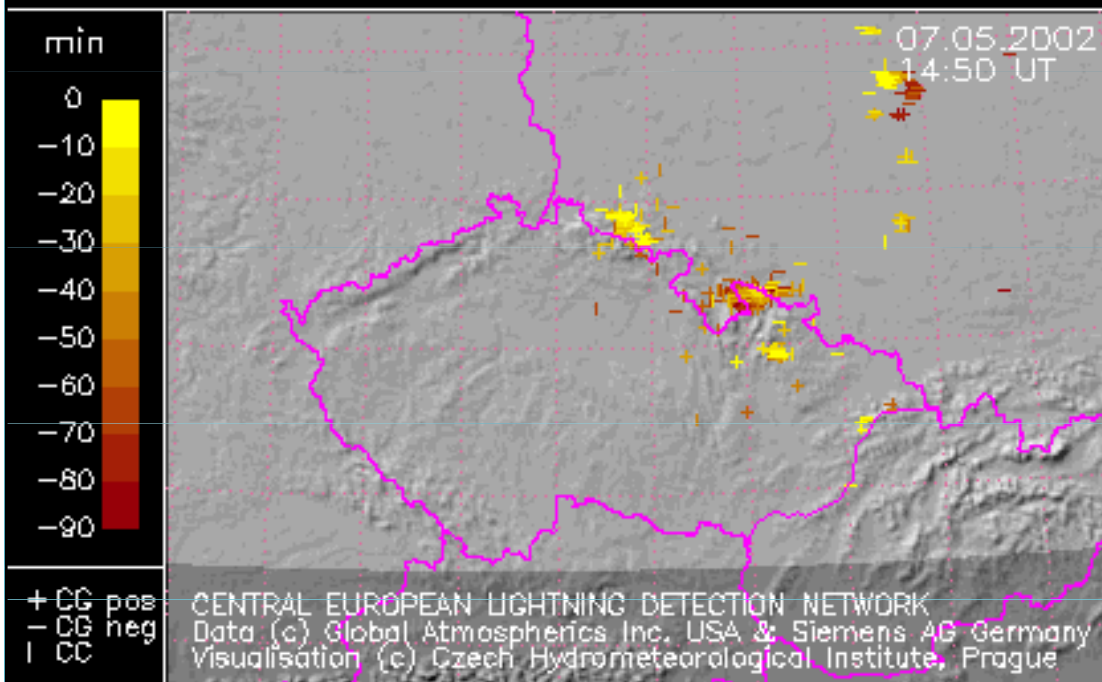 min
0
-10
-20
-30
-40
-50
-60
-70
-80
-90
07.05.2002
14:50 UT
+ CG pos
- CG neg
| CC
CENTRAL EUROPEAN LIGHTNING DETECTION NETWORK
Data (c) Global Atmospherics Inc. USA & Siemens AG Germany
Visualisation (c) Czech Hydrometeorological Institute, Prague